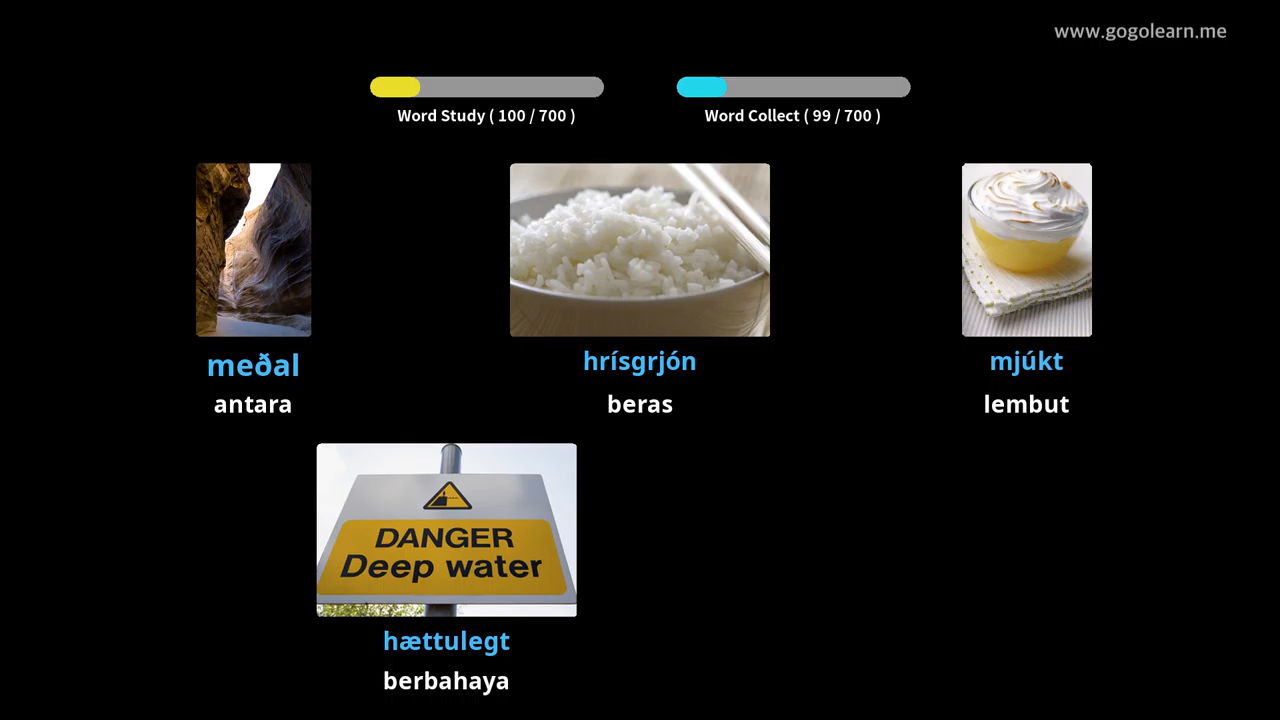 www.gogolearn.me
Word Study ( 100 / 700 )
Word Collect ( 99 / 700 )
meðal
antara
hrísgrjón
beras
mjúkt
lembut
DANGER
Deep water
hættulegt
berbahaya